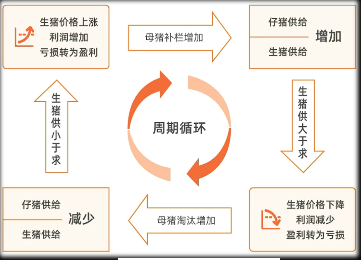 生猪价格上涨
利润增加
亏损转为盈利
母猪补栏增加
仔猪供给
生猪供给
增加
生猪供小于求
周期循环
生猪供大于求
仔猪供给
生猪供给
减少
母猪淘汰增加
生猪价格下降
利润减少
盈利转为亏损